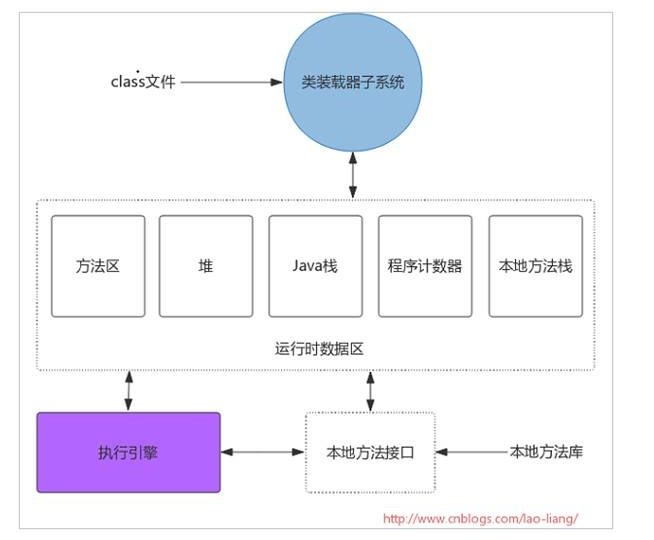 class文件
类装载器子系统
方法区
堆
Java栈
程序计数器
本地方法栈
运行时数据区
执行引擎
本地方法接口
本地方法库
http://www.cnblogs.com/lao-liang/